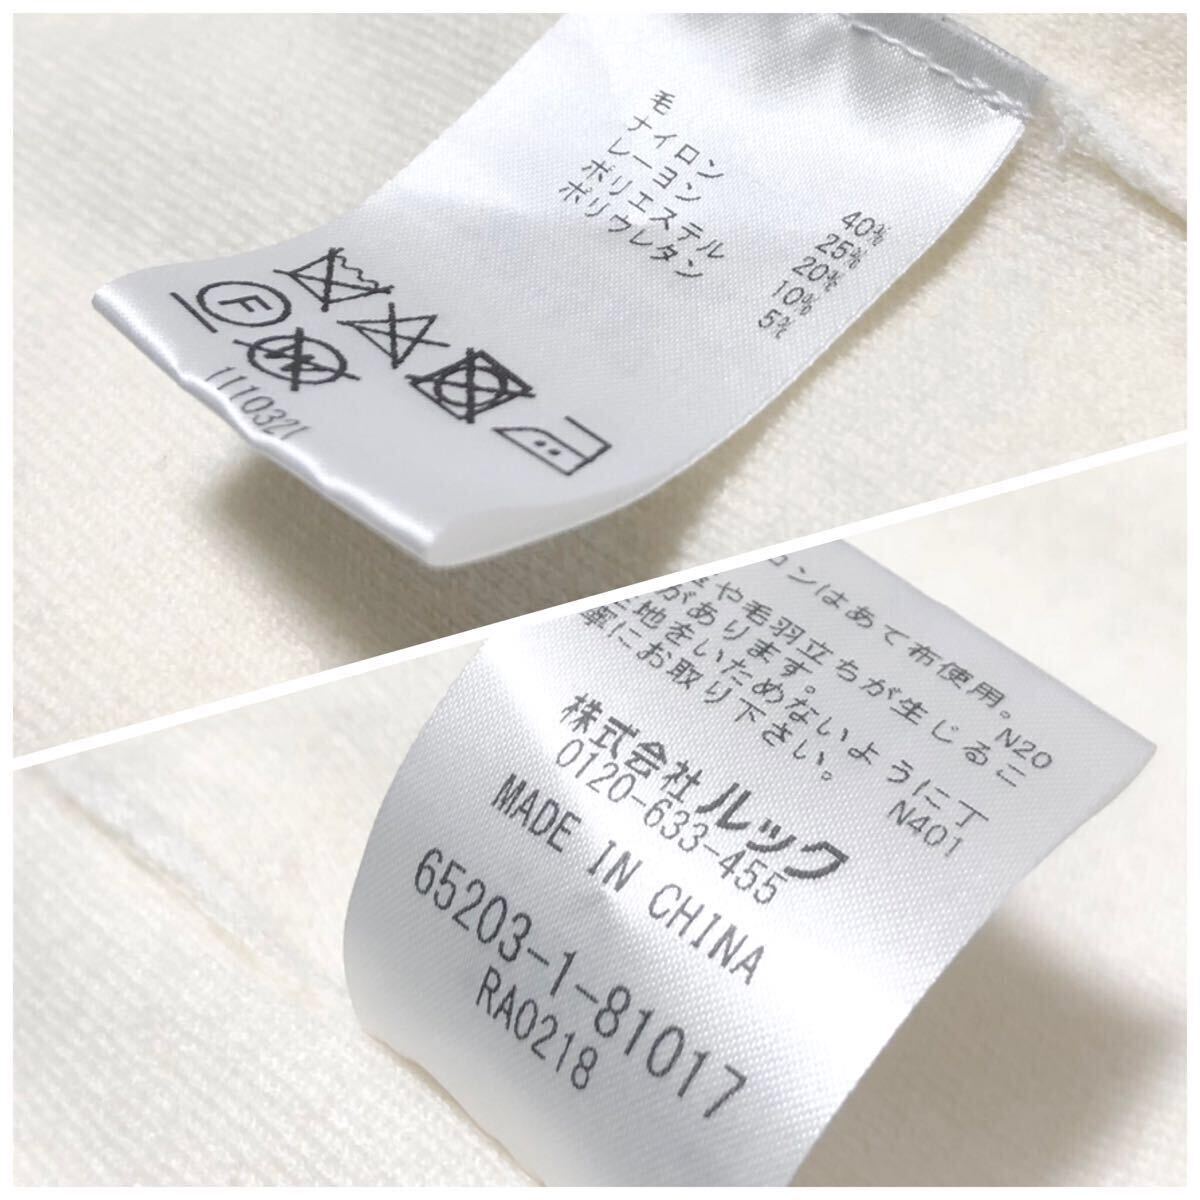 毛 40%
ナイロン 25%
レーヨン 20%
ポリエステル 10%
ポリウレタン 5%
F
W
1110321
ロンはあて布使用。 N20
や毛羽立ちが生じるこ
があります。
地をいためないように丁
寧にお取り下さい。 N401
株式会社ルック
0120-633-455
MADE IN CHINA
65203-1-81017
RA0218